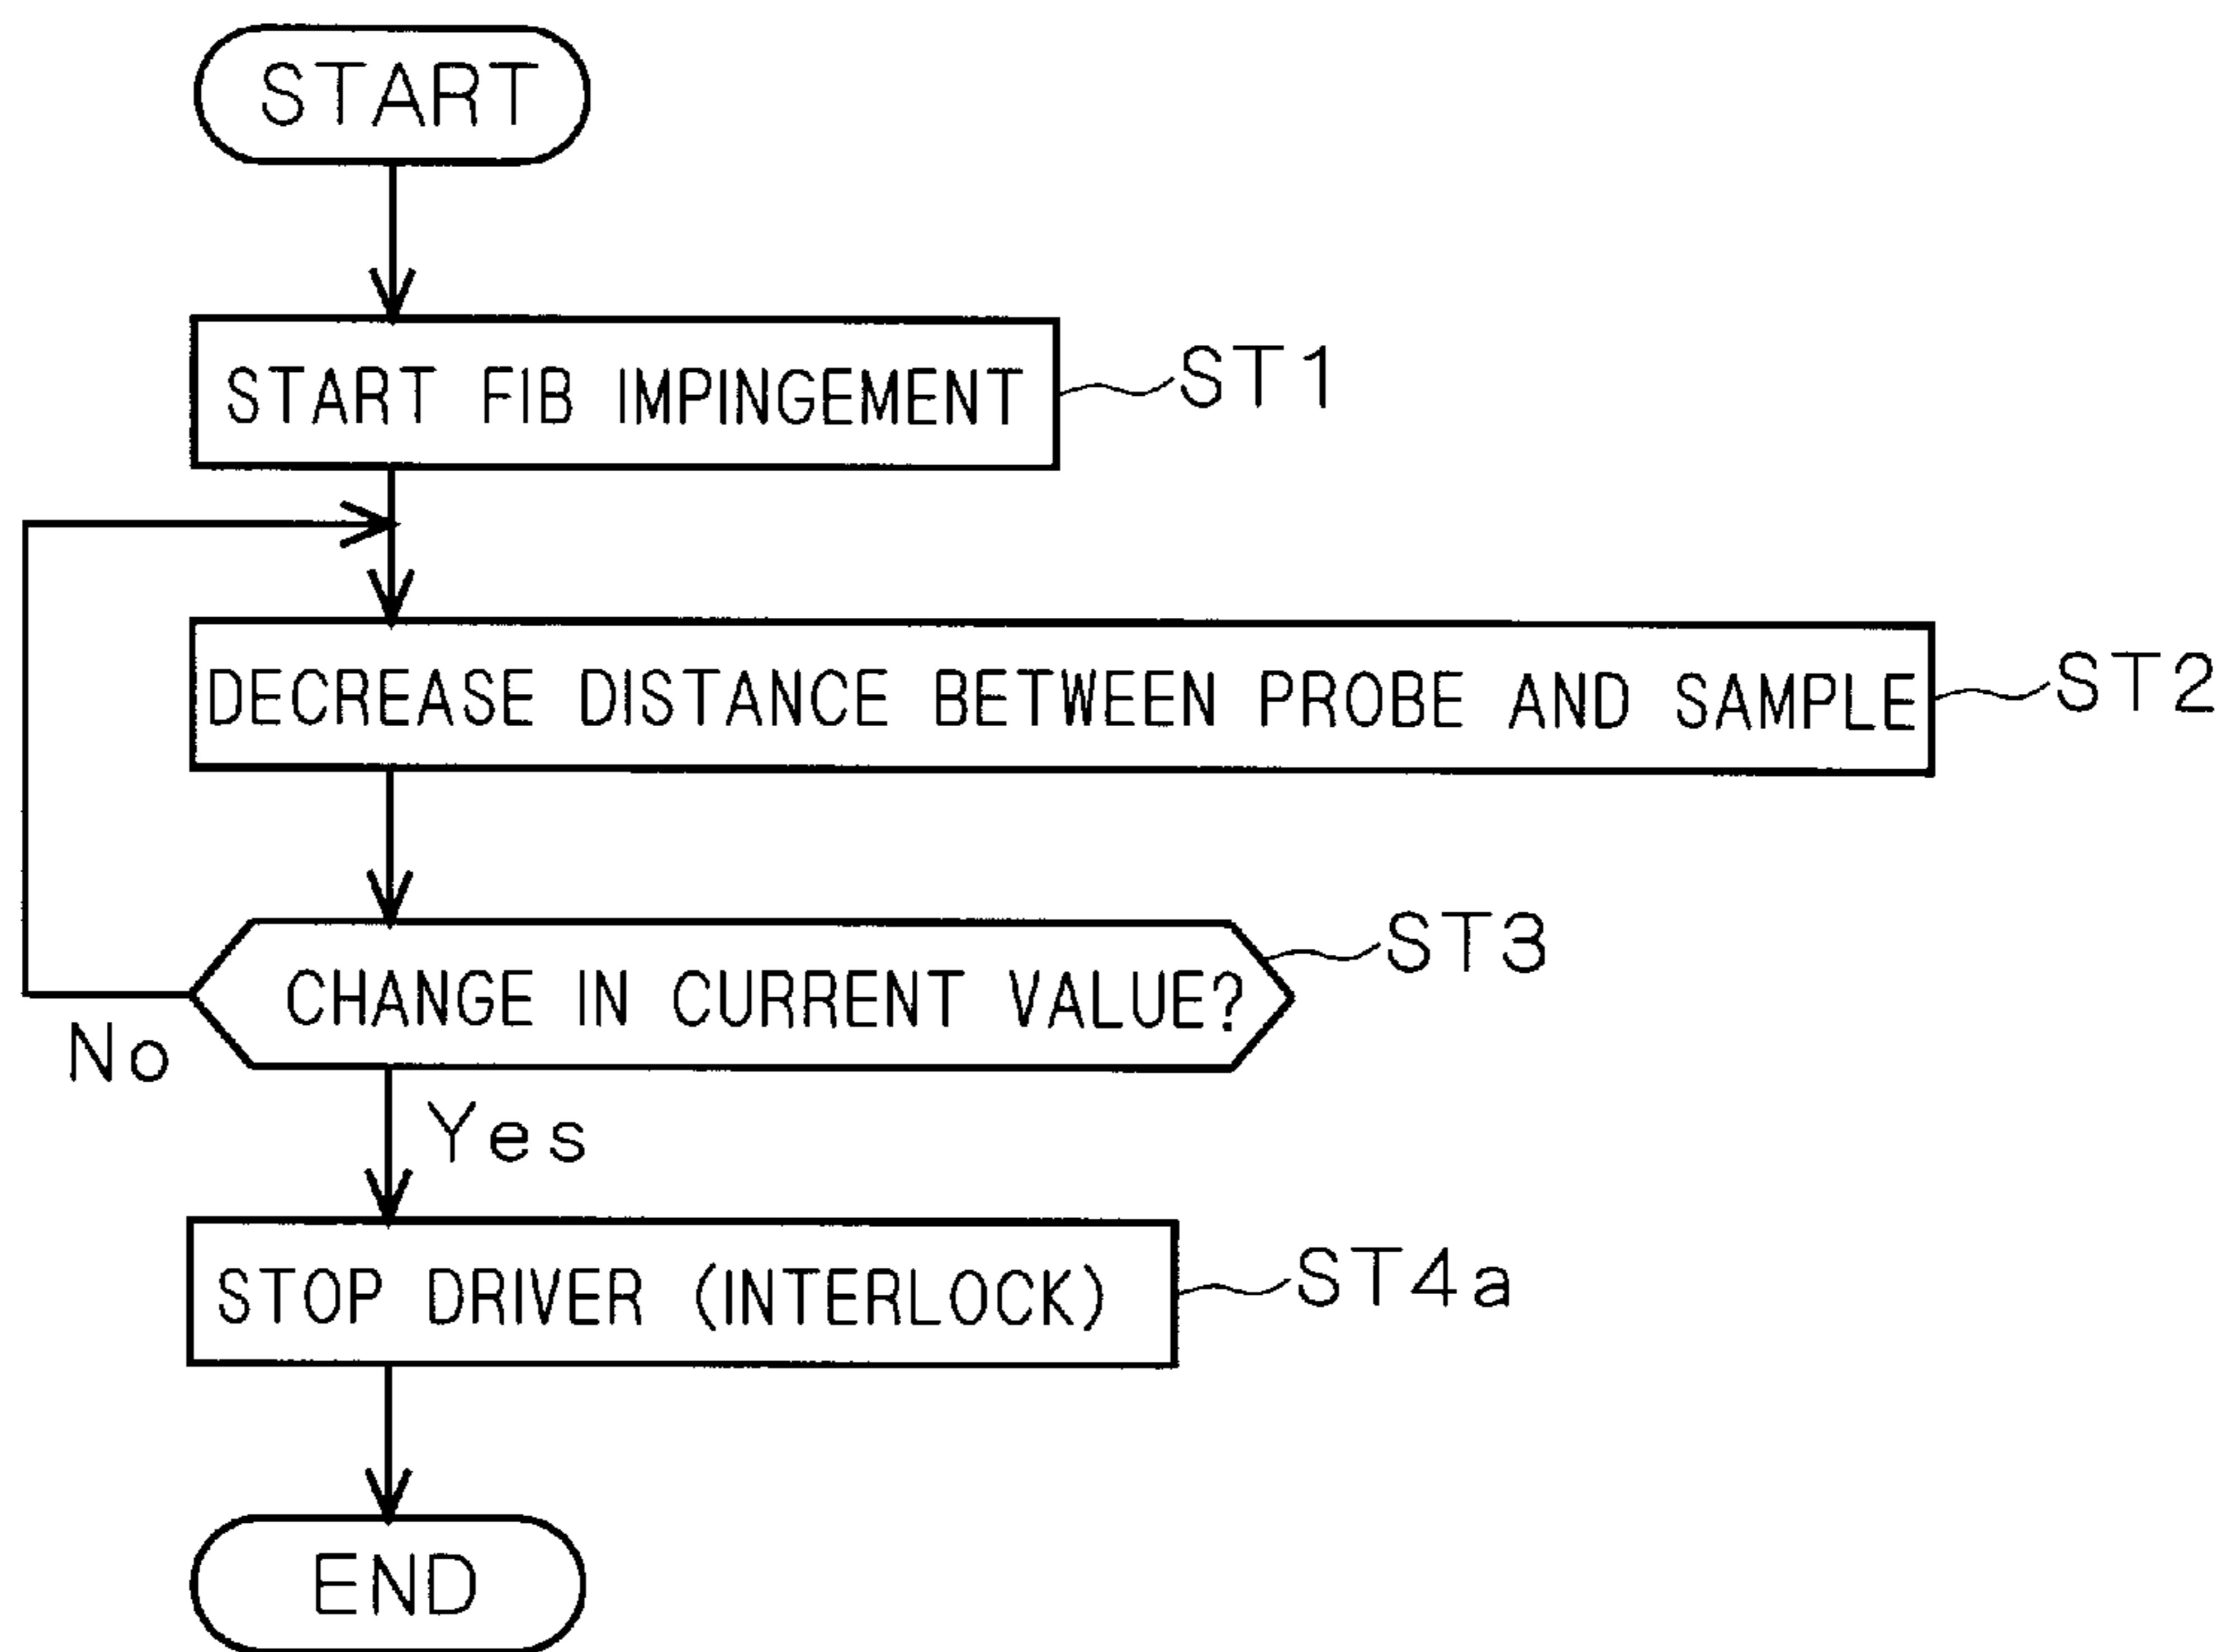 START
START FIB IMPINGEMENT
ST1
DECREASE DISTANCE BETWEEN PROBE AND SAMPLE
ST2
CHANGE IN CURRENT VALUE?
ST3
No
Yes
STOP DRIVER (INTERLOCK)
ST4a
END